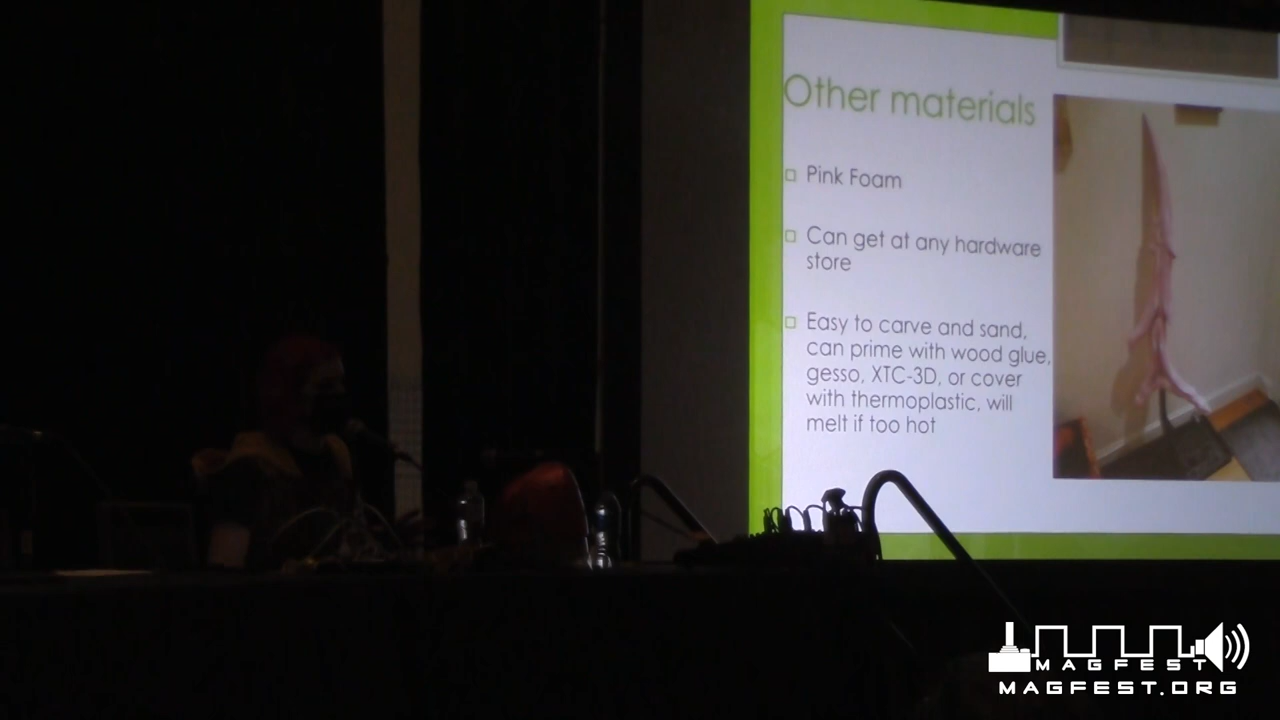 Other materials
Pink Foam
Can get at any hardware
store
Easy to carve and sand,
can prime with wood glue,
gesso, XTC-3D, or cover
with thermoplastic, will
melt if too hot
MAGFEST
MAGFEST.ORG